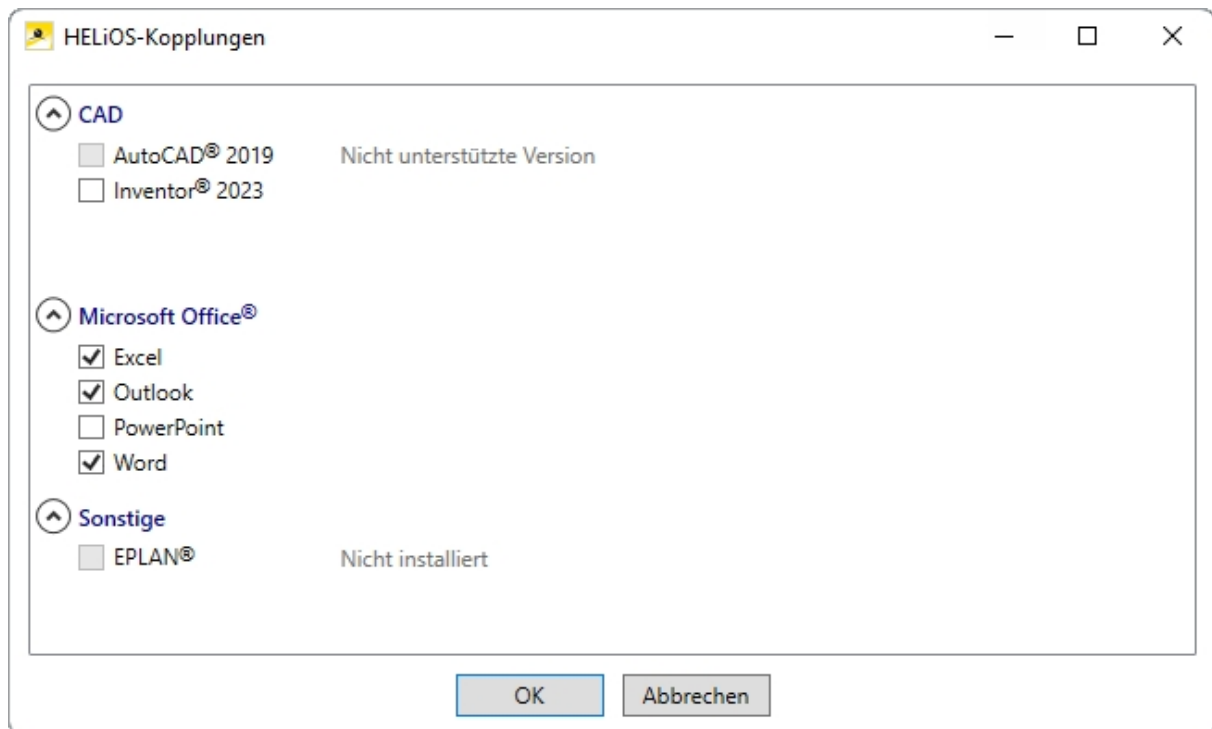 HELiOS-Kopplungen
CAD
AutoCAD® 2019 Nicht unterstützte Version
Inventor® 2023
Microsoft Office®
Excel
Outlook
PowerPoint
Word
Sonstige
EPLAN® Nicht installiert
OK Abbrechen